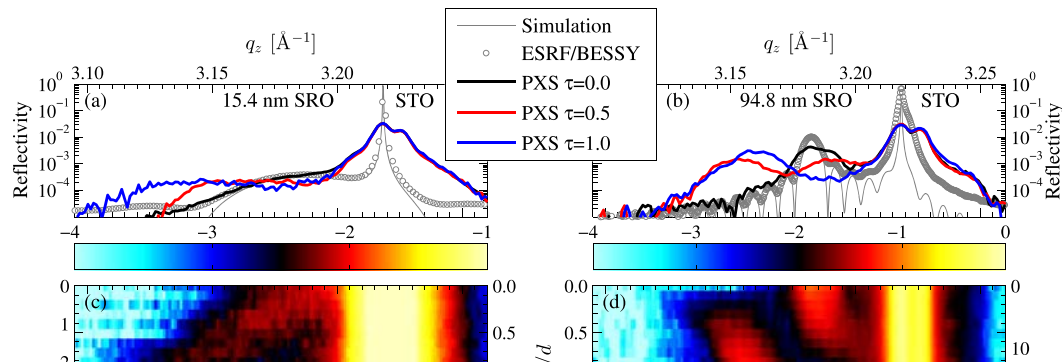 q_z [Å⁻¹]
3.10 3.15 3.20
Simulation
ESRF/BESSY
PXS τ=0.0
PXS τ=0.5
PXS τ=1.0
q_z [Å⁻¹]
3.15 3.20 3.25
Reflectivity
10⁰
10⁻¹
10⁻²
10⁻³
10⁻⁴
(a) 15.4 nm SRO STO
−4 −3 −2 −1
(b) 94.8 nm SRO STO
10⁰
10⁻¹
10⁻²
10⁻³
10⁻⁴
Reflectivity
−4 −3 −2 −1 0
(c)
0
1
2
0.0
0.5
(d)
0.0
0.5
0
10
/d